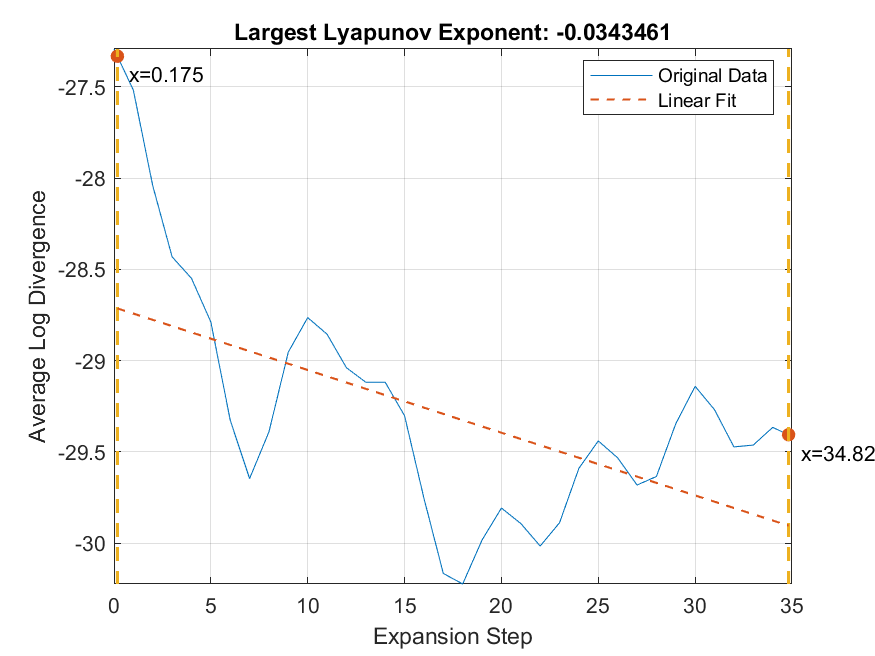 Largest Lyapunov Exponent: -0.0343461
Original Data
Linear Fit
x=0.175
x=34.82
Average Log Divergence
-27.5
-28
-28.5
-29
-29.5
-30
0 5 10 15 20 25 30 35
Expansion Step